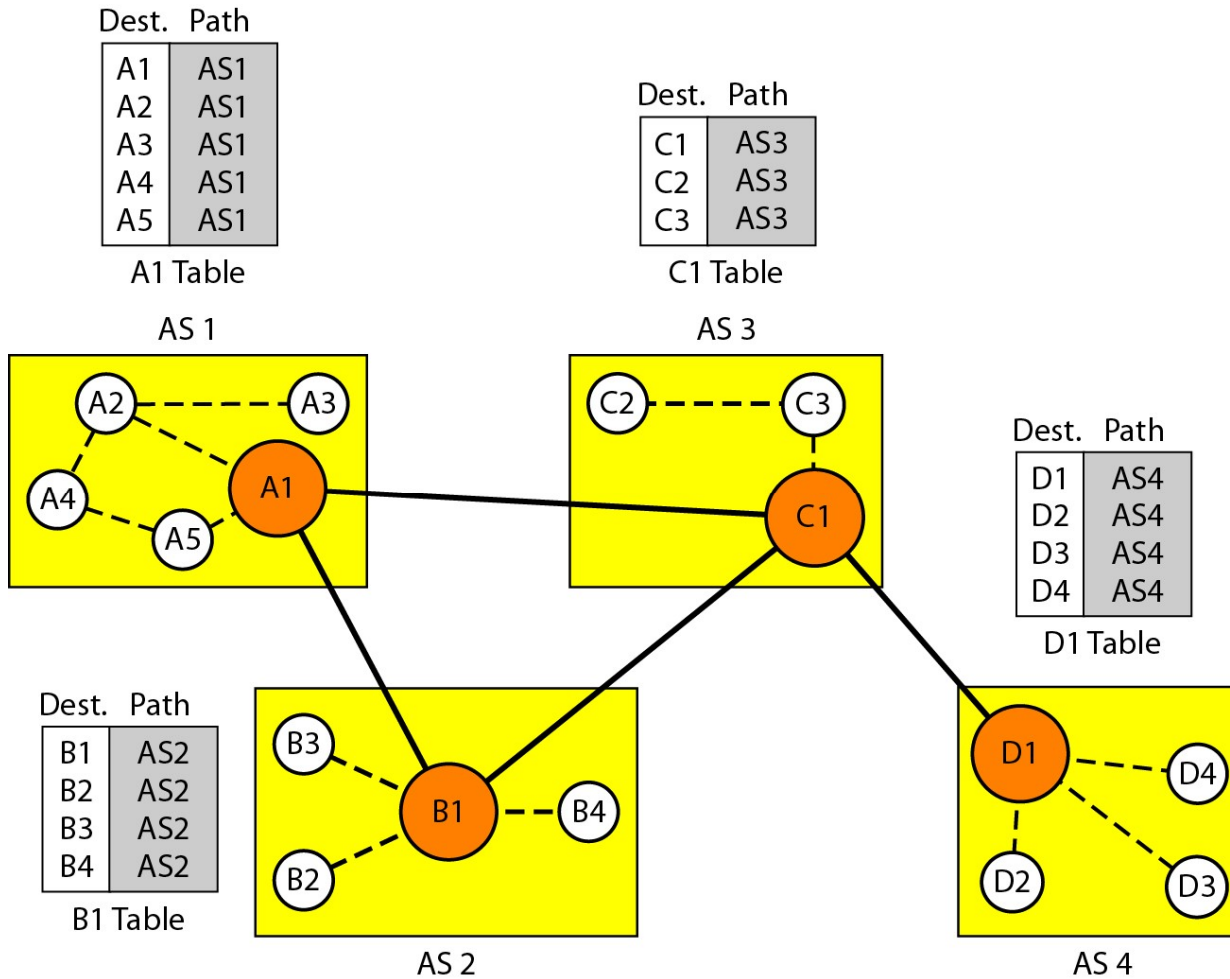 Dest. Path
A1 AS1
A2 AS1
A3 AS1
A4 AS1
A5 AS1
A1 Table
Dest. Path
C1 AS3
C2 AS3
C3 AS3
C1 Table
AS 1
A2
A3
A4
A1
A5
AS 3
C2
C3
C1
Dest. Path
D1 AS4
D2 AS4
D3 AS4
D4 AS4
D1 Table
Dest. Path
B1 AS2
B2 AS2
B3 AS2
B4 AS2
B1 Table
B3
B1
B4
B2
AS 2
D1
D4
D2
D3
AS 4